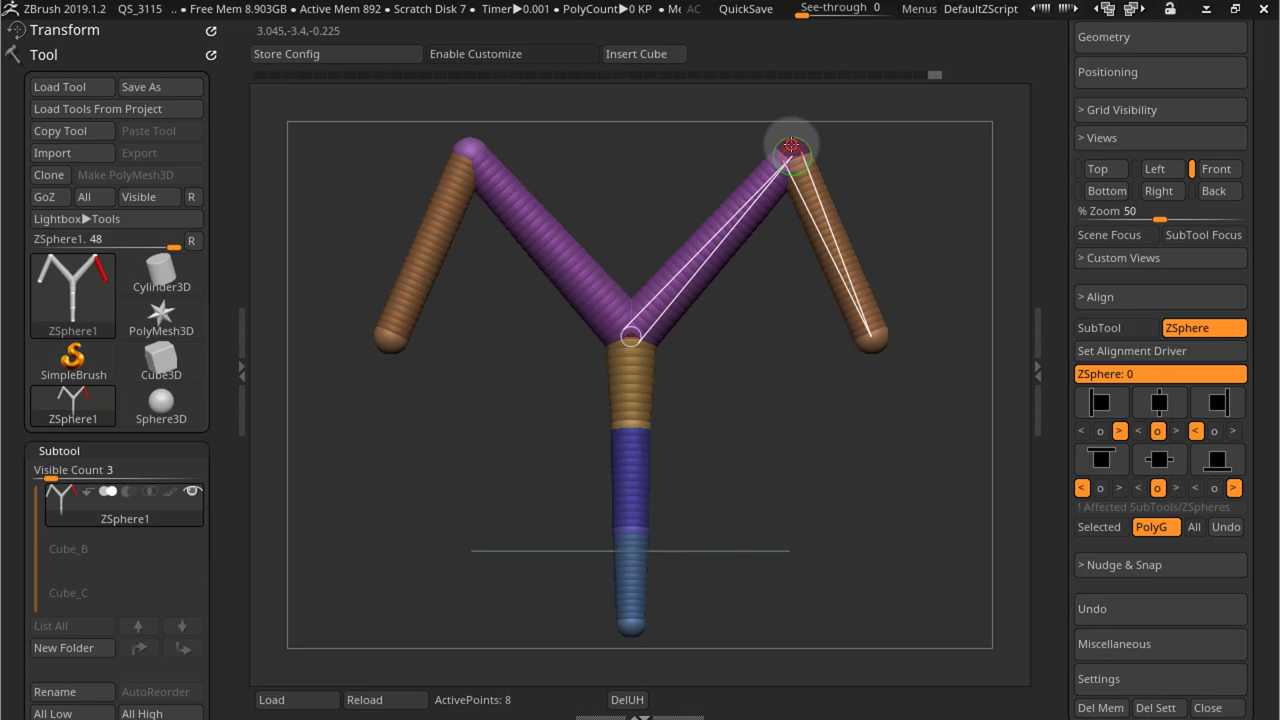 ZBrush 2019.1.2 QS_3115 .. • Free Mem 8.903GB • Active Mem 892 • Scratch Disk 7 • Timer▶0.001 • PolyCount▶0 KP • Me AC QuickSave See-through 0 Menus DefaultZScript
Transform
Tool
Load Tool Save As
Load Tools From Project
Copy Tool Paste Tool
Import Export
Clone Make PolyMesh3D
GoZ All Visible R
Lightbox▶Tools
ZSphere1. 48 R
ZSphere1
Cylinder3D
PolyMesh3D
SimpleBrush
Cube3D
ZSphere1
Sphere3D
Subtool
Visible Count 3
ZSphere1
Cube_B
Cube_C
List All
New Folder
Rename AutoReorder
All Low All High
3.045,-3.4,-0.225
Store Config Enable Customize Insert Cube
Load Reload ActivePoints: 8 DelUH
Geometry
Positioning
> Grid Visibility
> Views
Top Left Front
Bottom Right Back
% Zoom 50
Scene Focus SubTool Focus
> Custom Views
> Align
SubTool ZSphere
Set Alignment Driver
ZSphere: 0
< o > < o > < o >
< o > < o > < o >
! Affected SubTools/ZSpheres
Selected PolyG All Undo
> Nudge & Snap
Undo
Miscellaneous
Settings
Del Mem Del Sett Close